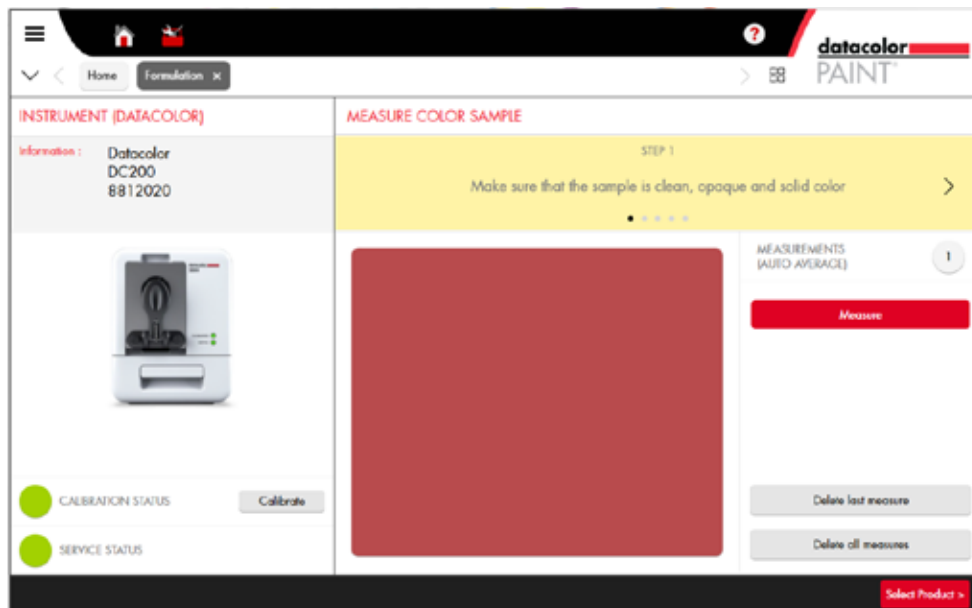 ?
datacolor
PAINT
Home
Formulation ×
INSTRUMENT (DATACOLOR)
Information :
Datacolor
DC200
8812020
CALIBRATION STATUS
Calibrate
SERVICE STATUS
MEASURE COLOR SAMPLE
STEP 1
Make sure that the sample is clean, opaque and solid color
MEASUREMENTS
(AUTO AVERAGE)
1
Measure
Delete last measure
Delete all measures
Select Product >